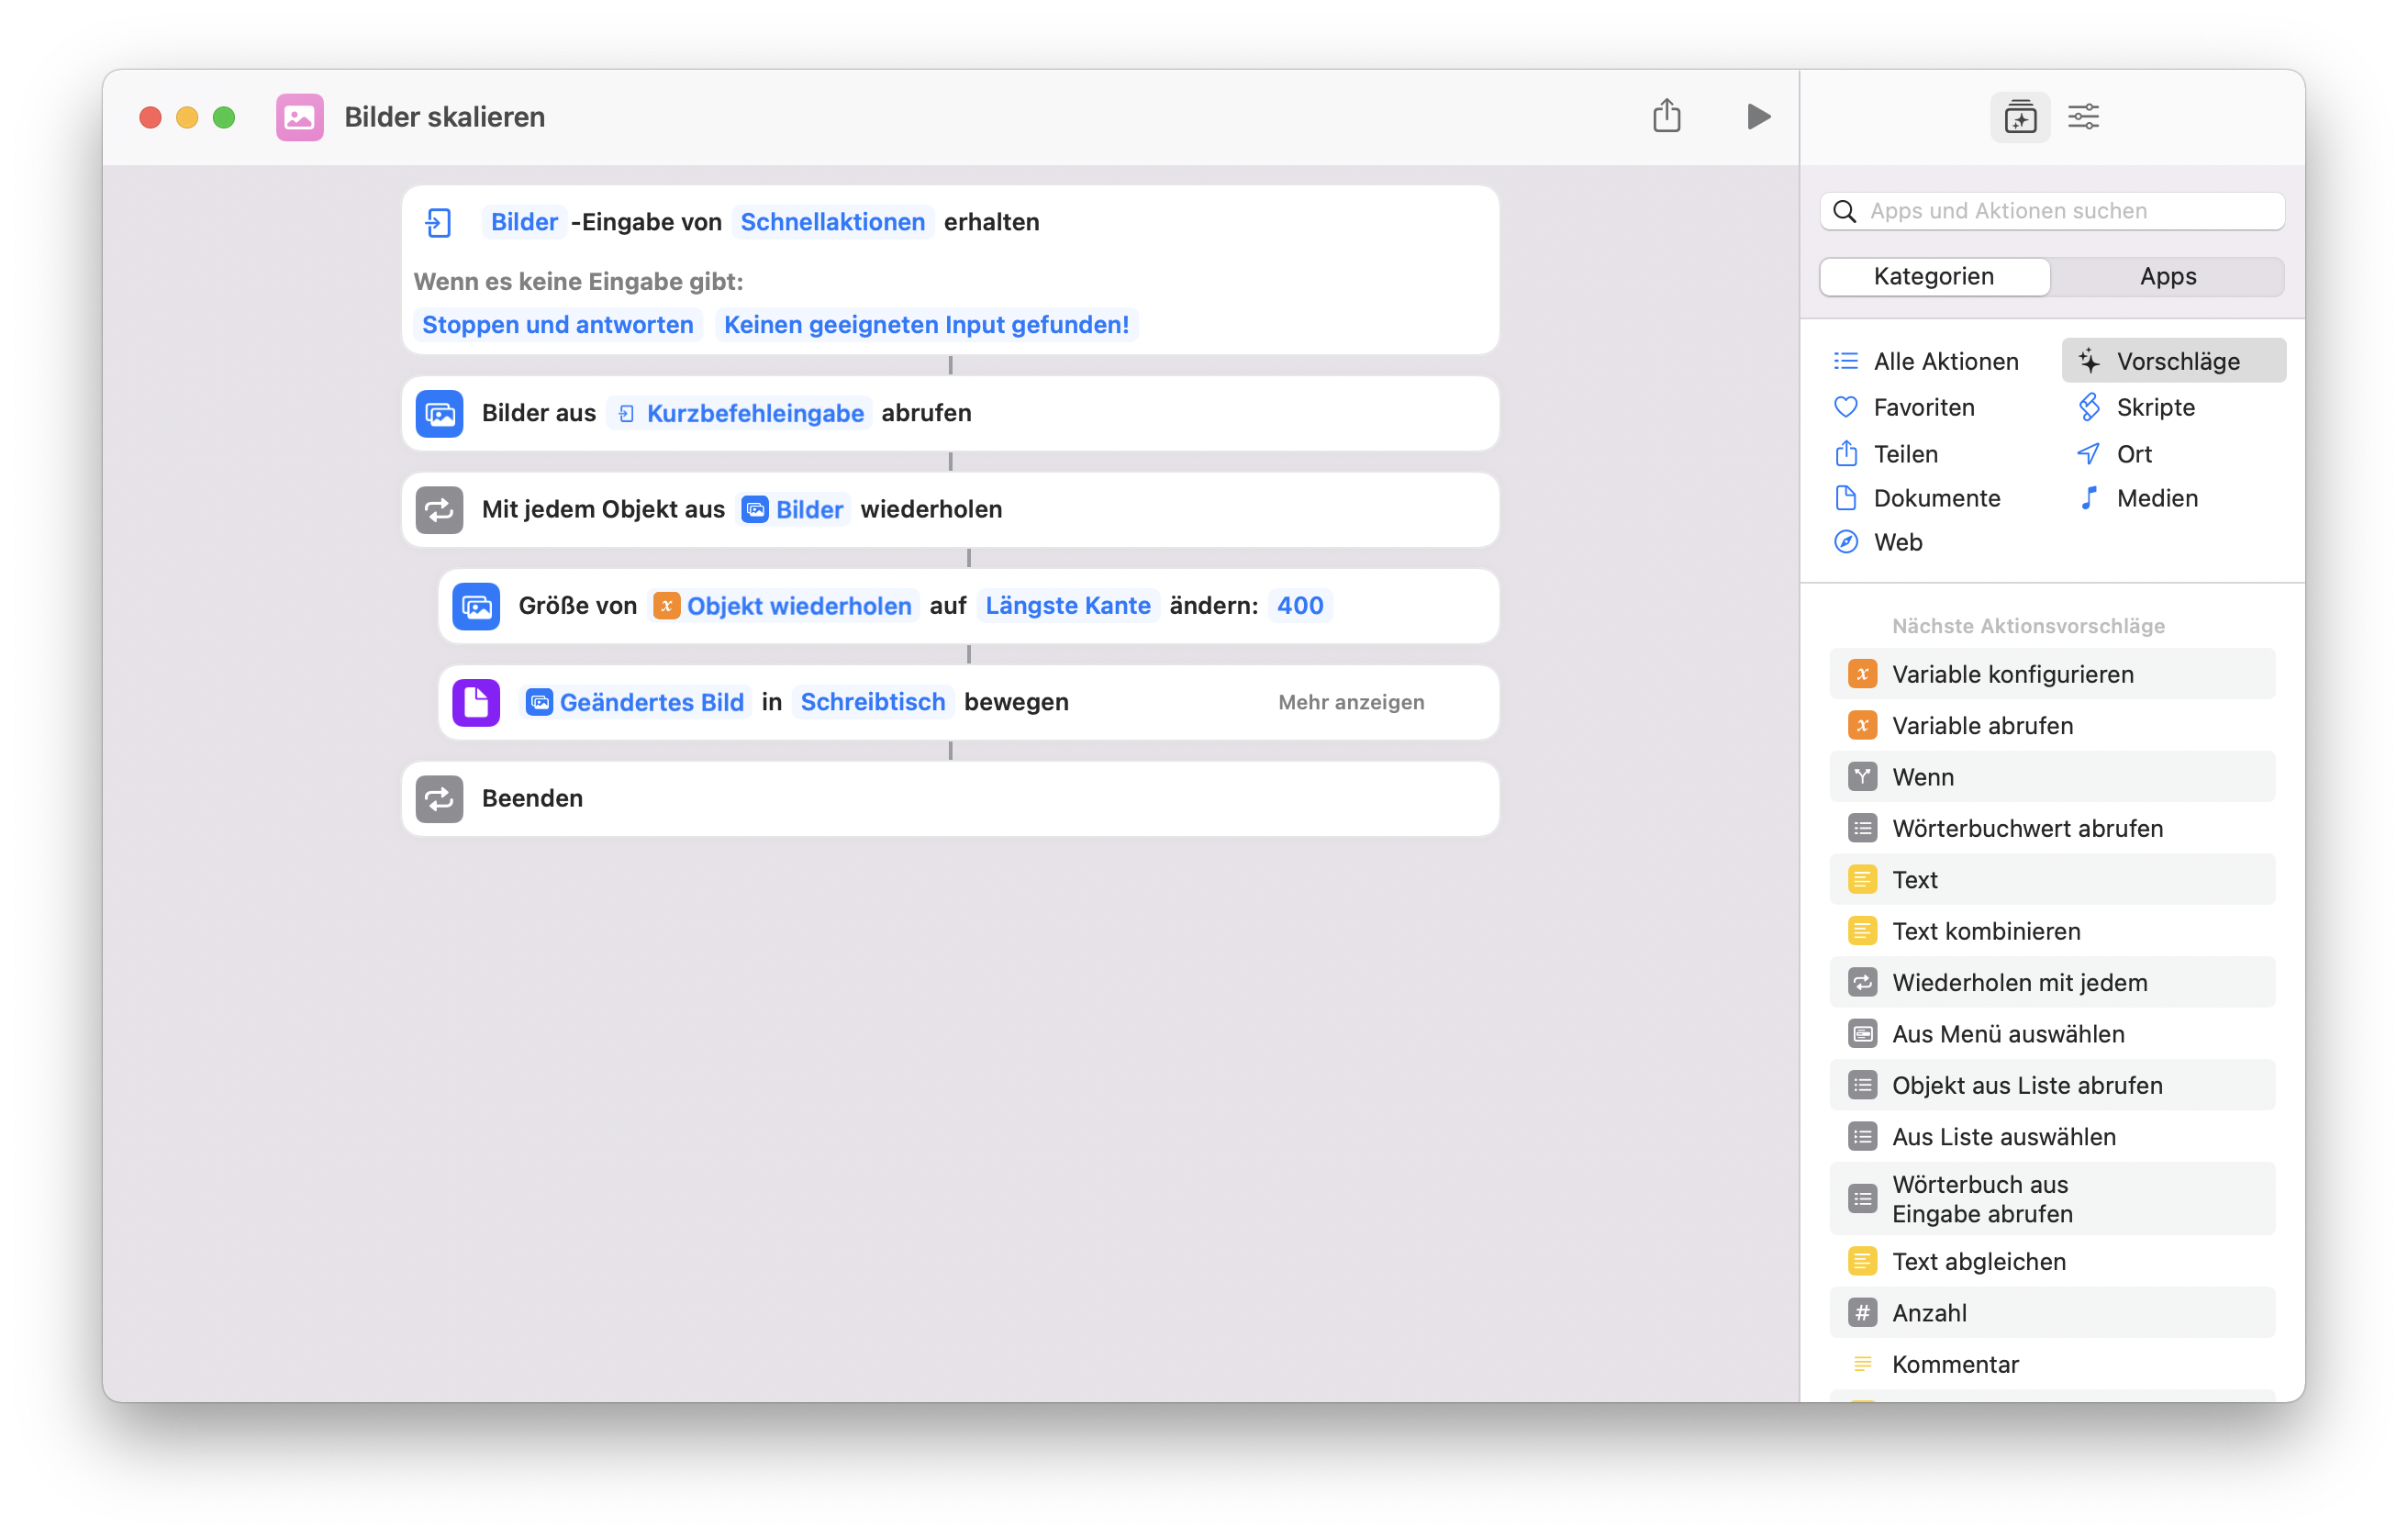 Bilder skalieren
Bilder -Eingabe von Schnellaktionen erhalten
Wenn es keine Eingabe gibt:
Stoppen und antworten Keinen geeigneten Input gefunden!
Bilder aus Kurzbefehleingabe abrufen
Mit jedem Objekt aus Bilder wiederholen
Größe von x Objekt wiederholen auf Längste Kante ändern: 400
Geändertes Bild in Schreibtisch bewegen Mehr anzeigen
Beenden
Apps und Aktionen suchen
Kategorien Apps
Alle Aktionen Vorschläge
Favoriten Skripte
Teilen Ort
Dokumente Medien
Web
Nächste Aktionsvorschläge
x Variable konfigurieren
x Variable abrufen
Wenn
Wörterbuchwert abrufen
Text
Text kombinieren
Wiederholen mit jedem
Aus Menü auswählen
Objekt aus Liste abrufen
Aus Liste auswählen
Wörterbuch aus
Eingabe abrufen
Text abgleichen
# Anzahl
Kommentar